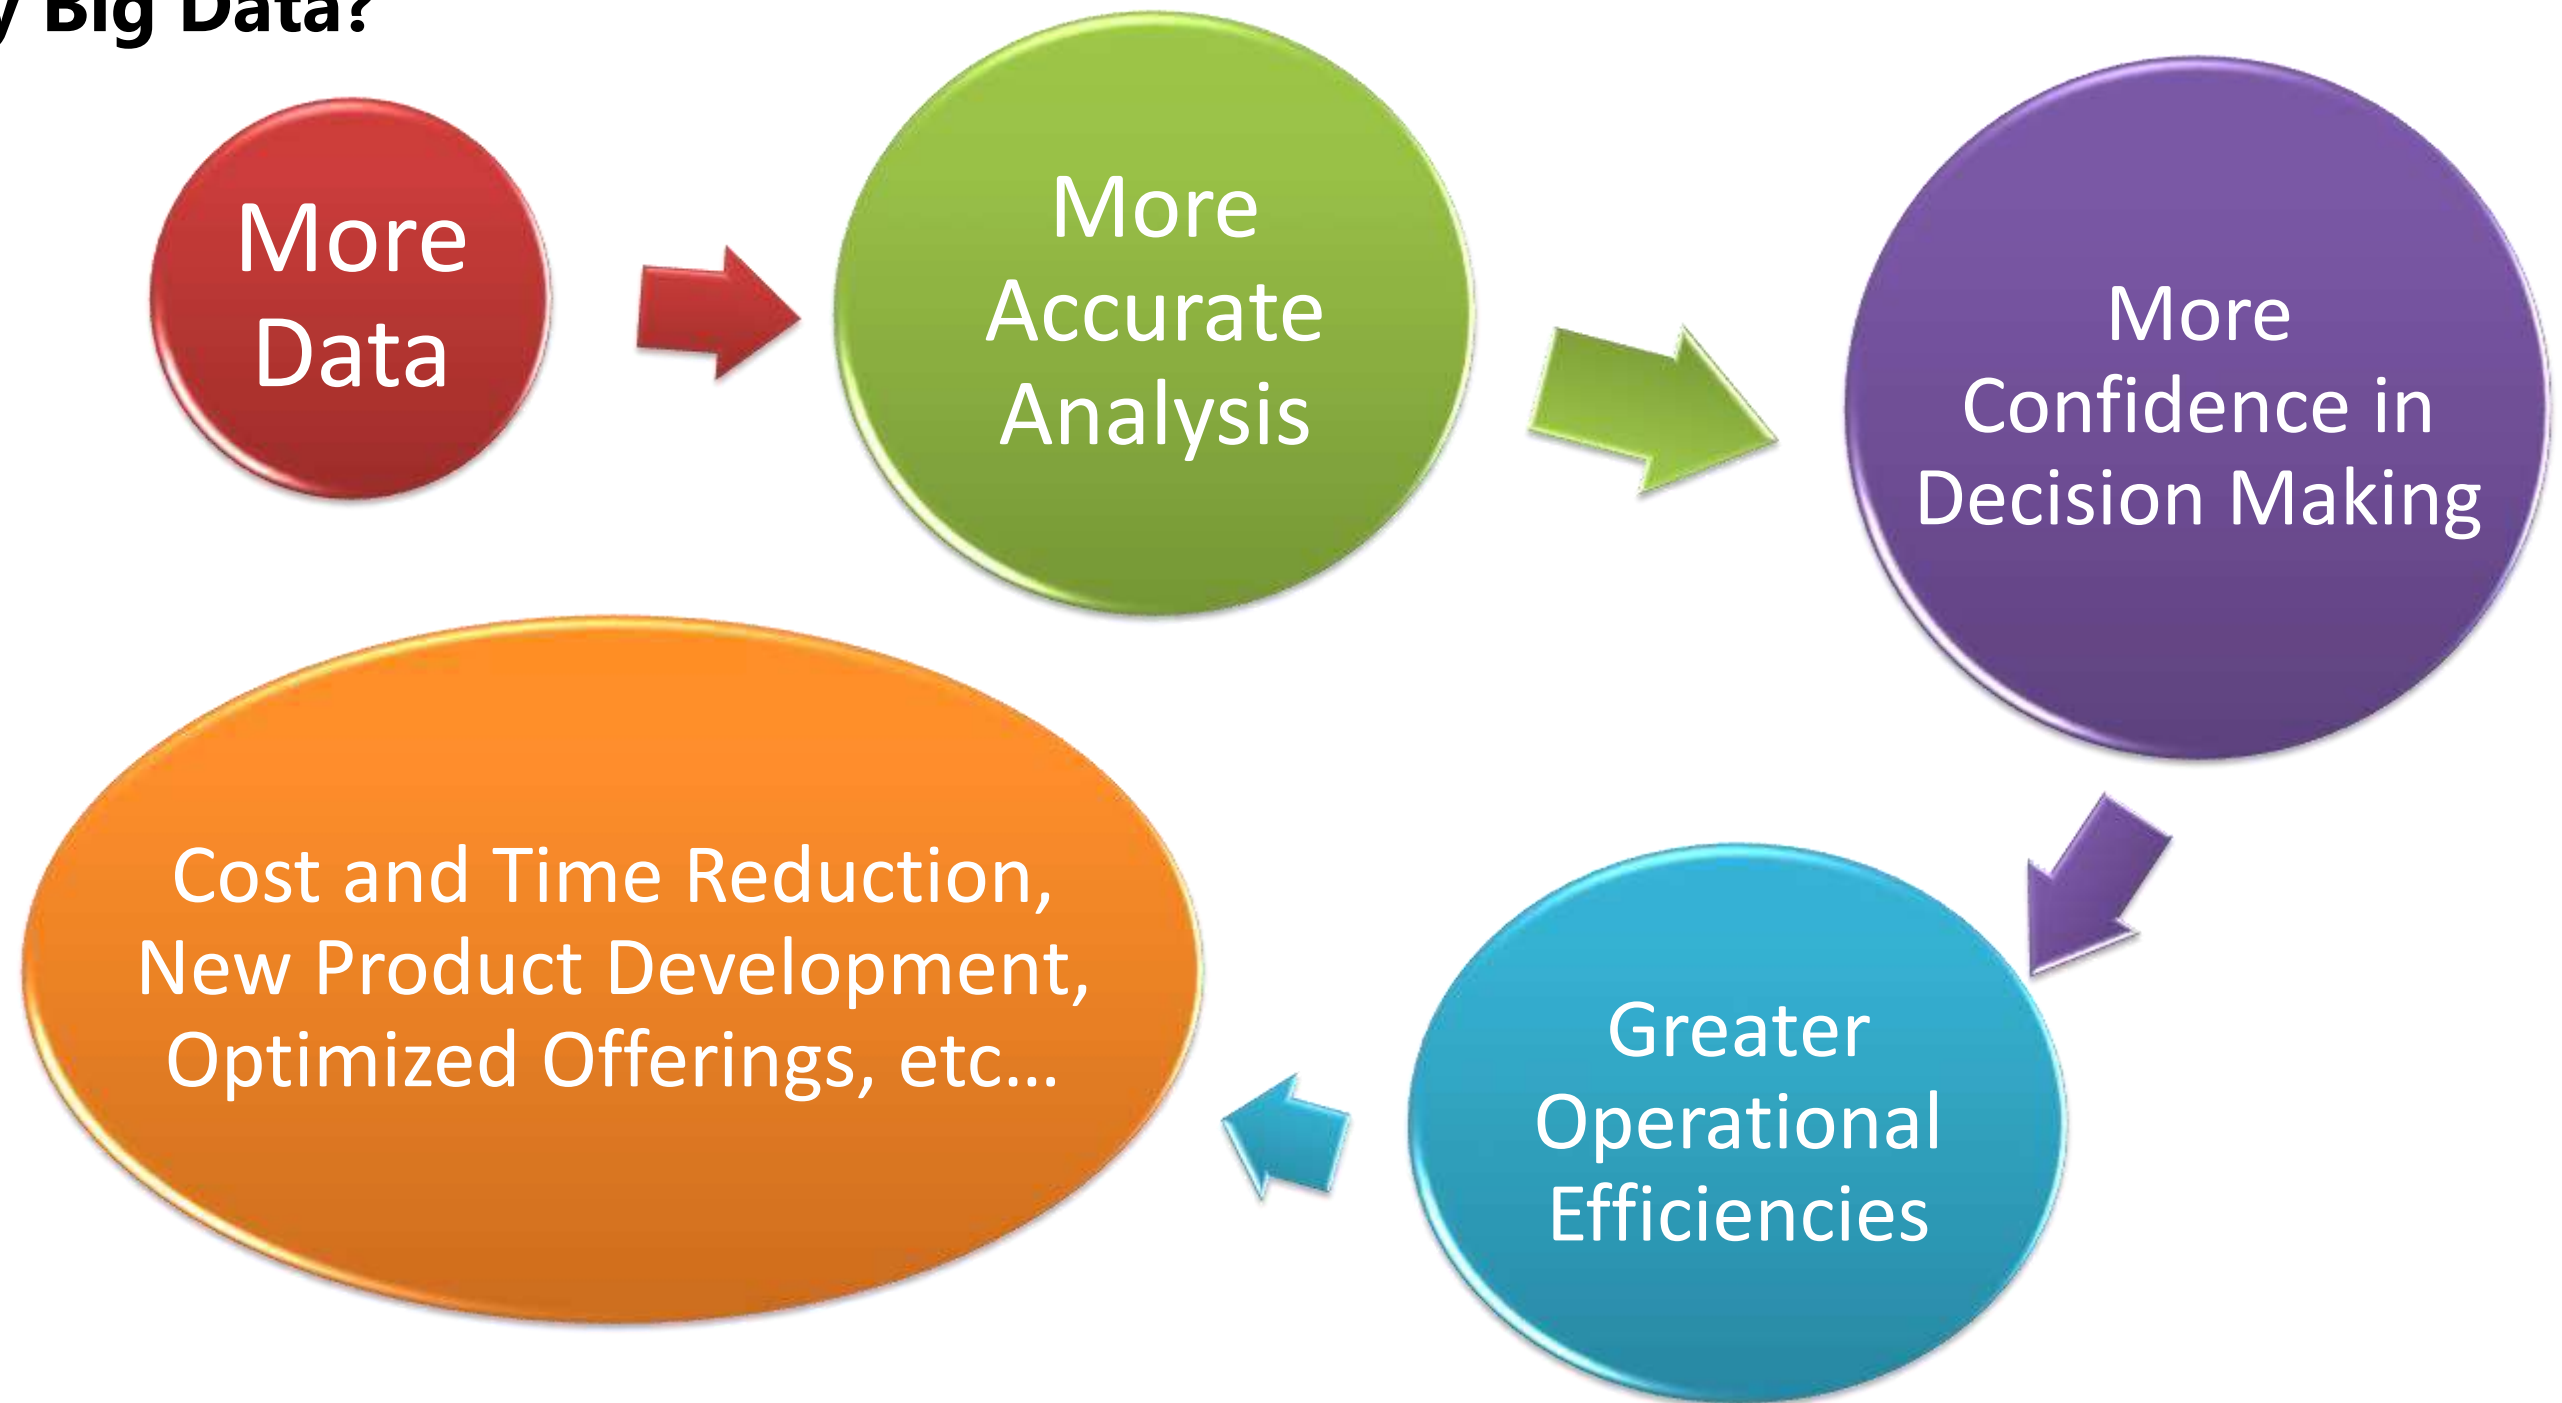 y Big Data?
More
Data
More
Accurate
Analysis
More
Confidence in
Decision Making
Greater
Operational
Efficiencies
Cost and Time Reduction,
New Product Development,
Optimized Offerings, etc…